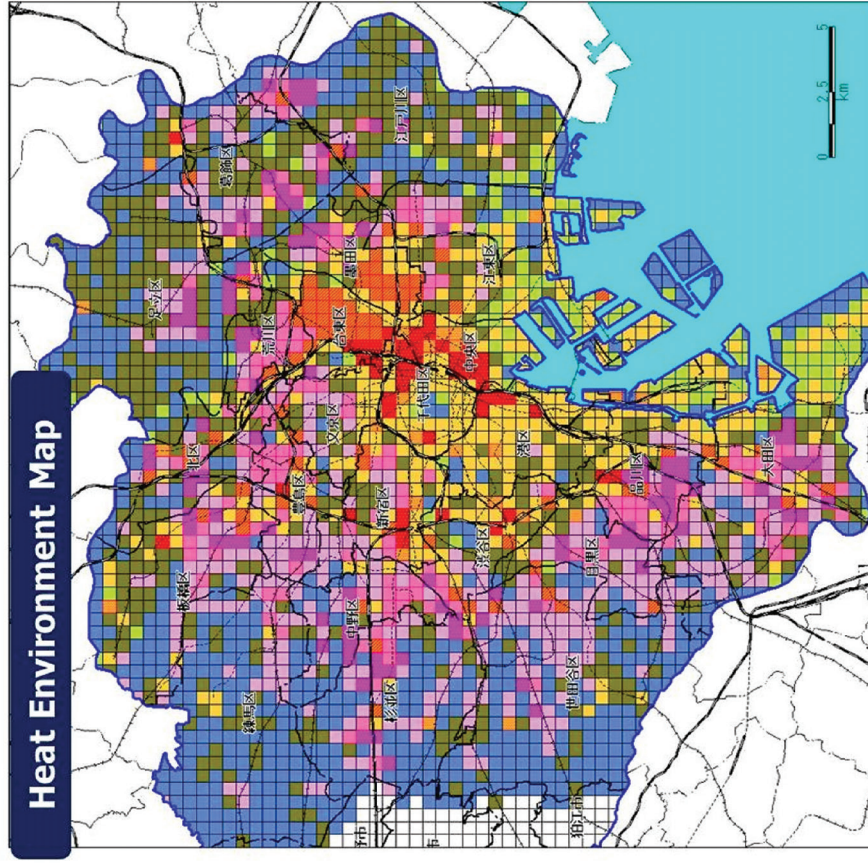 Heat Environment Map
足立区
葛飾区
北区
板橋区
荒川区
江戸川区
練馬区
豊島区
文京区
台東区
墨田区
中野区
新宿区
千代田区
杉並区
中央区
江東区
渋谷区
港区
世田谷区
目黒区
品川区
大田区
狛江市
市
0 2.5 5
km